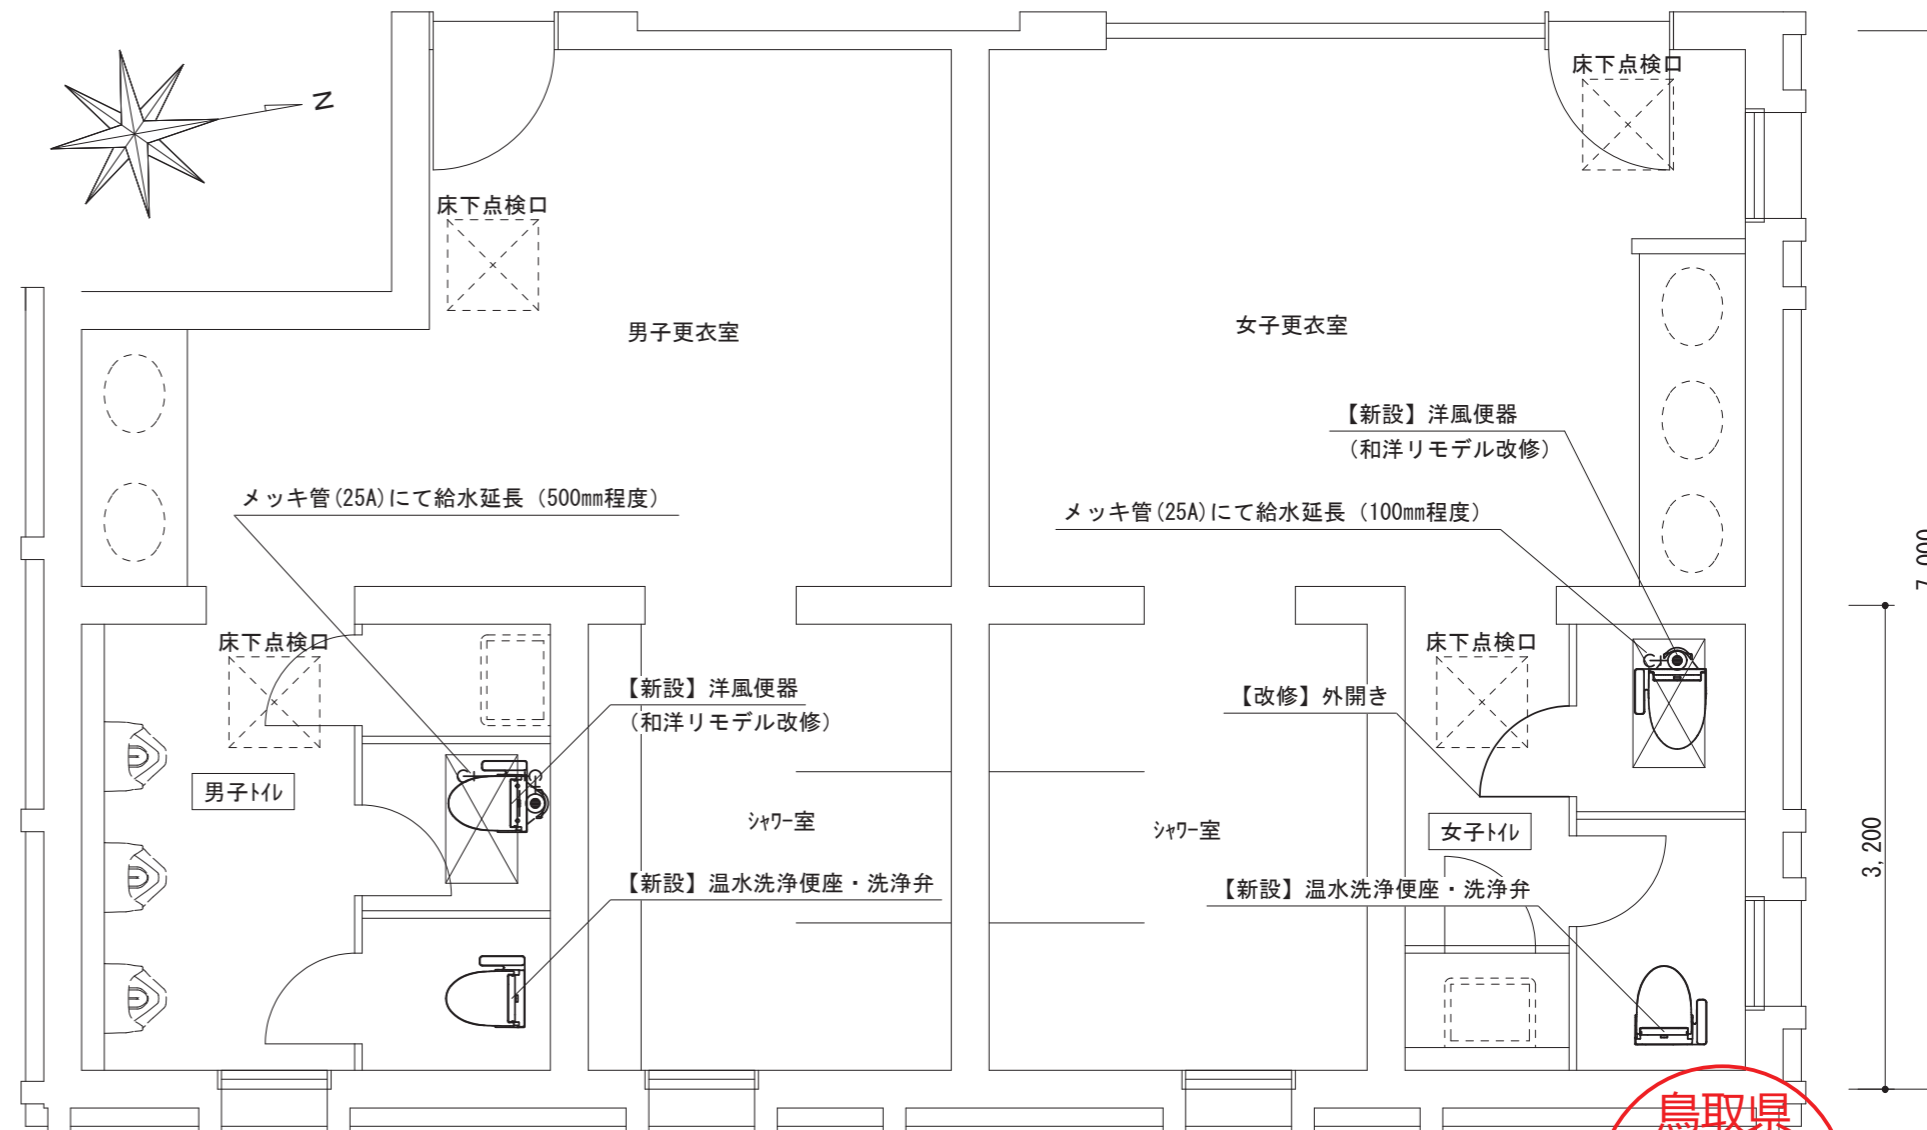 N
床下点検口
床下点検口
男子更衣室
女子更衣室
【新設】洋風便器
(和洋リモデル改修)
メッキ管(25A)にて給水延長 (500mm程度)
メッキ管(25A)にて給水延長 (100mm程度)
7,000
床下点検口
床下点検口
【新設】洋風便器
(和洋リモデル改修)
【改修】外開き
男子ﾄｲﾚ
ｼｬﾜｰ室
ｼｬﾜｰ室
女子ﾄｲﾚ
3,200
【新設】温水洗浄便座・洗浄弁
【新設】温水洗浄便座・洗浄弁
鳥取県